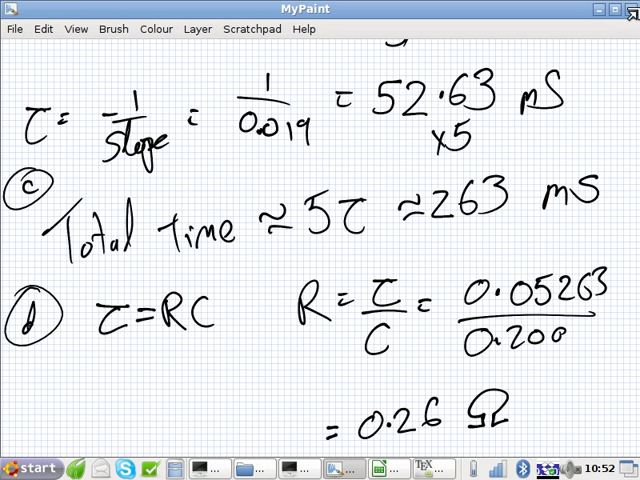 MyPaint
File Edit View Brush Colour Layer Scratchpad Help
τ = -1/slope = 1/0.019 = 52.63 mS
x5
c
Total time ≈ 5τ ≈ 263 mS
d τ = RC R = τ/C = 0.05263/0.200
= 0.26 Ω
start ... ... ... TEX 10:52